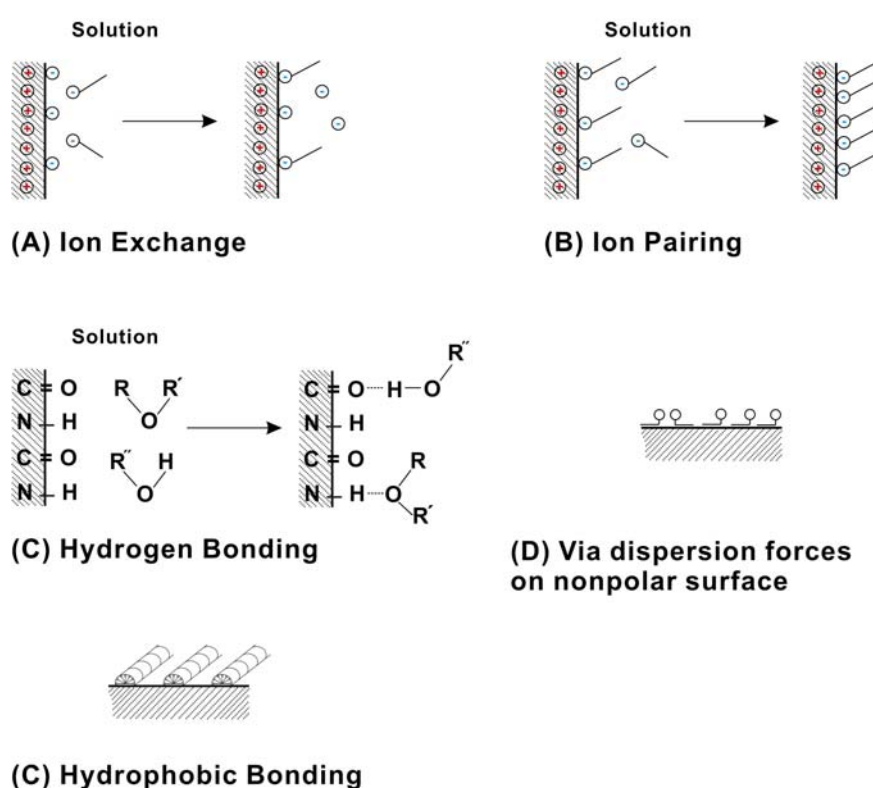 Solution
(A) Ion Exchange
Solution
(B) Ion Pairing
Solution
C = O
N - H
C = O
N - H
R R′
O
R″ H
O
R″
C = O ···· H — O
N - H
C = O R
N - H ···· O
R′
(C) Hydrogen Bonding
(D) Via dispersion forces
on nonpolar surface
(C) Hydrophobic Bonding